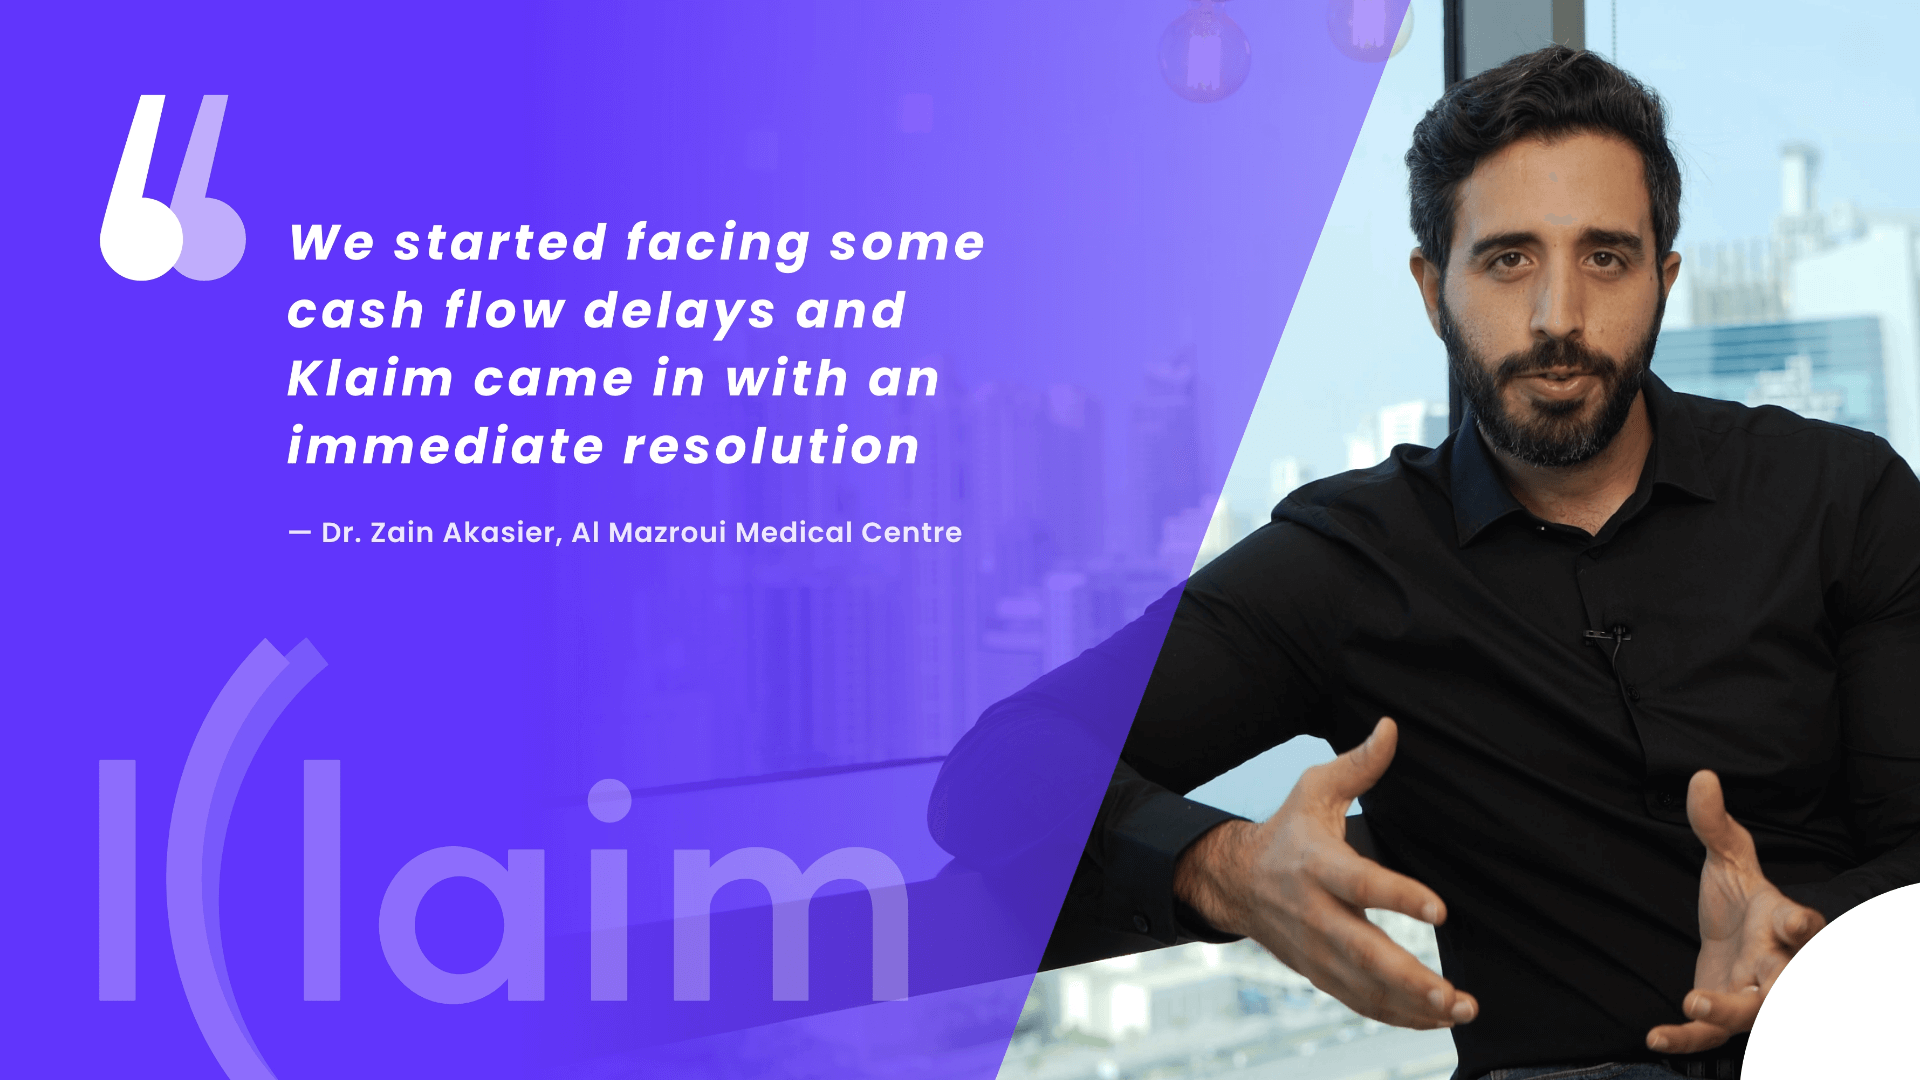 We started facing some
cash flow delays and
Klaim came in with an
immediate resolution
— Dr. Zain Akasier, Al Mazroui Medical Centre
Klaim